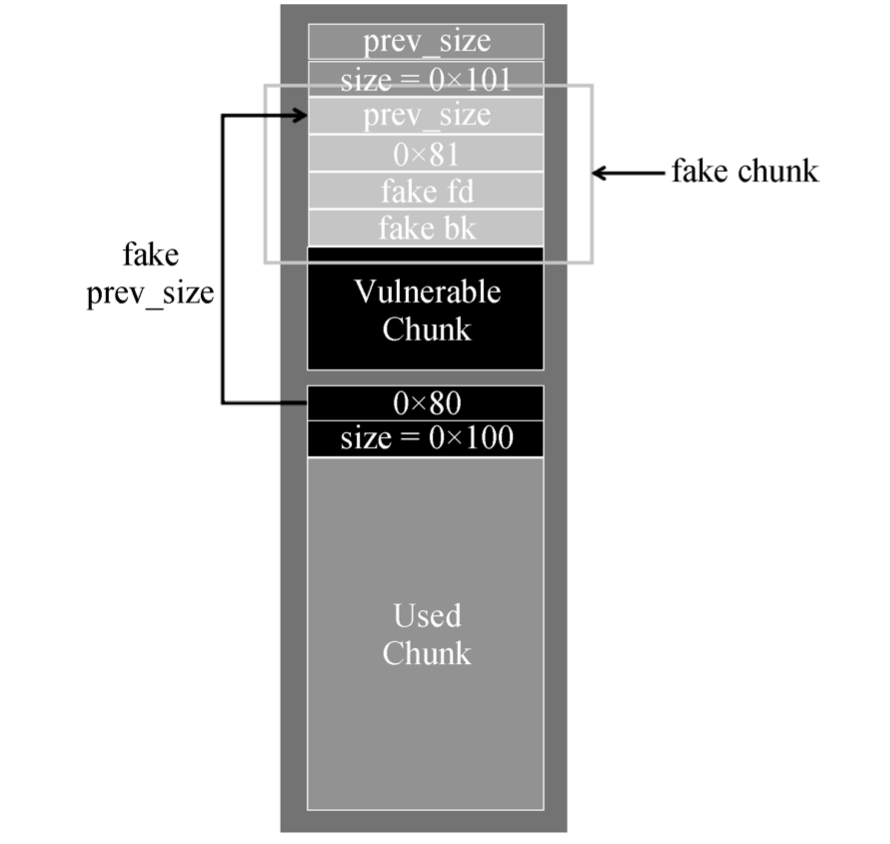 prev_size
size = 0×101
prev_size
0×81
fake fd
fake bk
fake chunk
fake
prev_size
Vulnerable
Chunk
0×80
size = 0×100
Used
Chunk